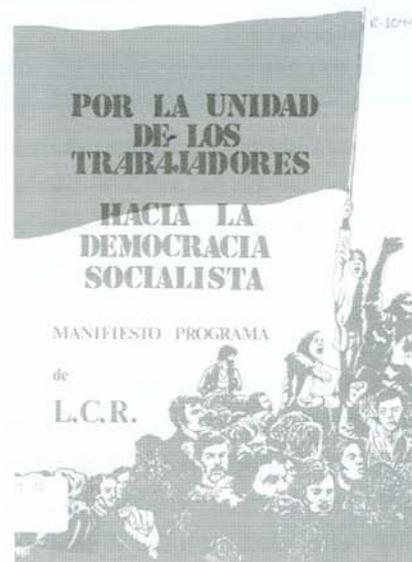 POR LA UNIDAD
DE LOS
TRABAJADORES
HACIA LA
DEMOCRACIA
SOCIALISTA
MANIFIESTO PROGRAMA
de
L.C.R.